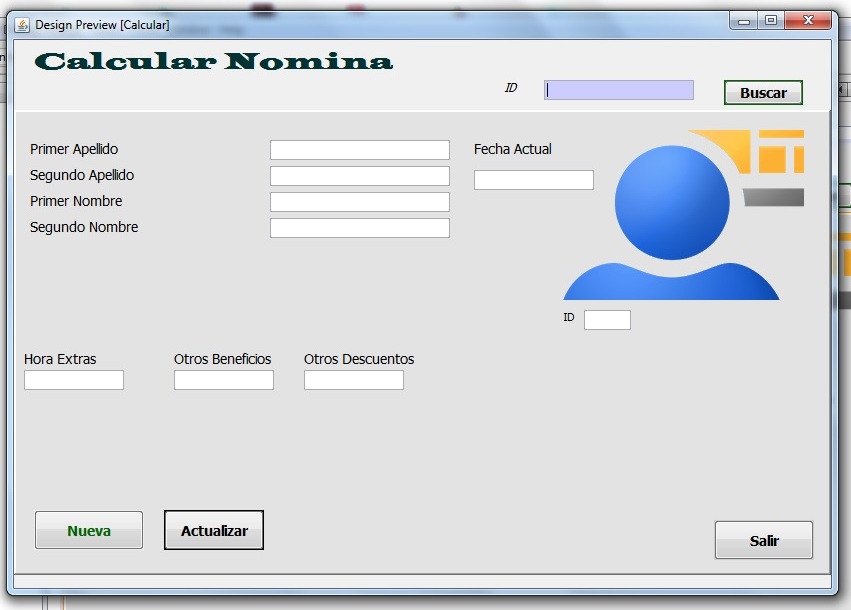 Design Preview [Calcular]
Calcular Nomina
ID
Buscar
Primer Apellido
Fecha Actual
Segundo Apellido
Primer Nombre
Segundo Nombre
ID
Hora Extras
Otros Beneficios
Otros Descuentos
Nueva
Actualizar
Salir